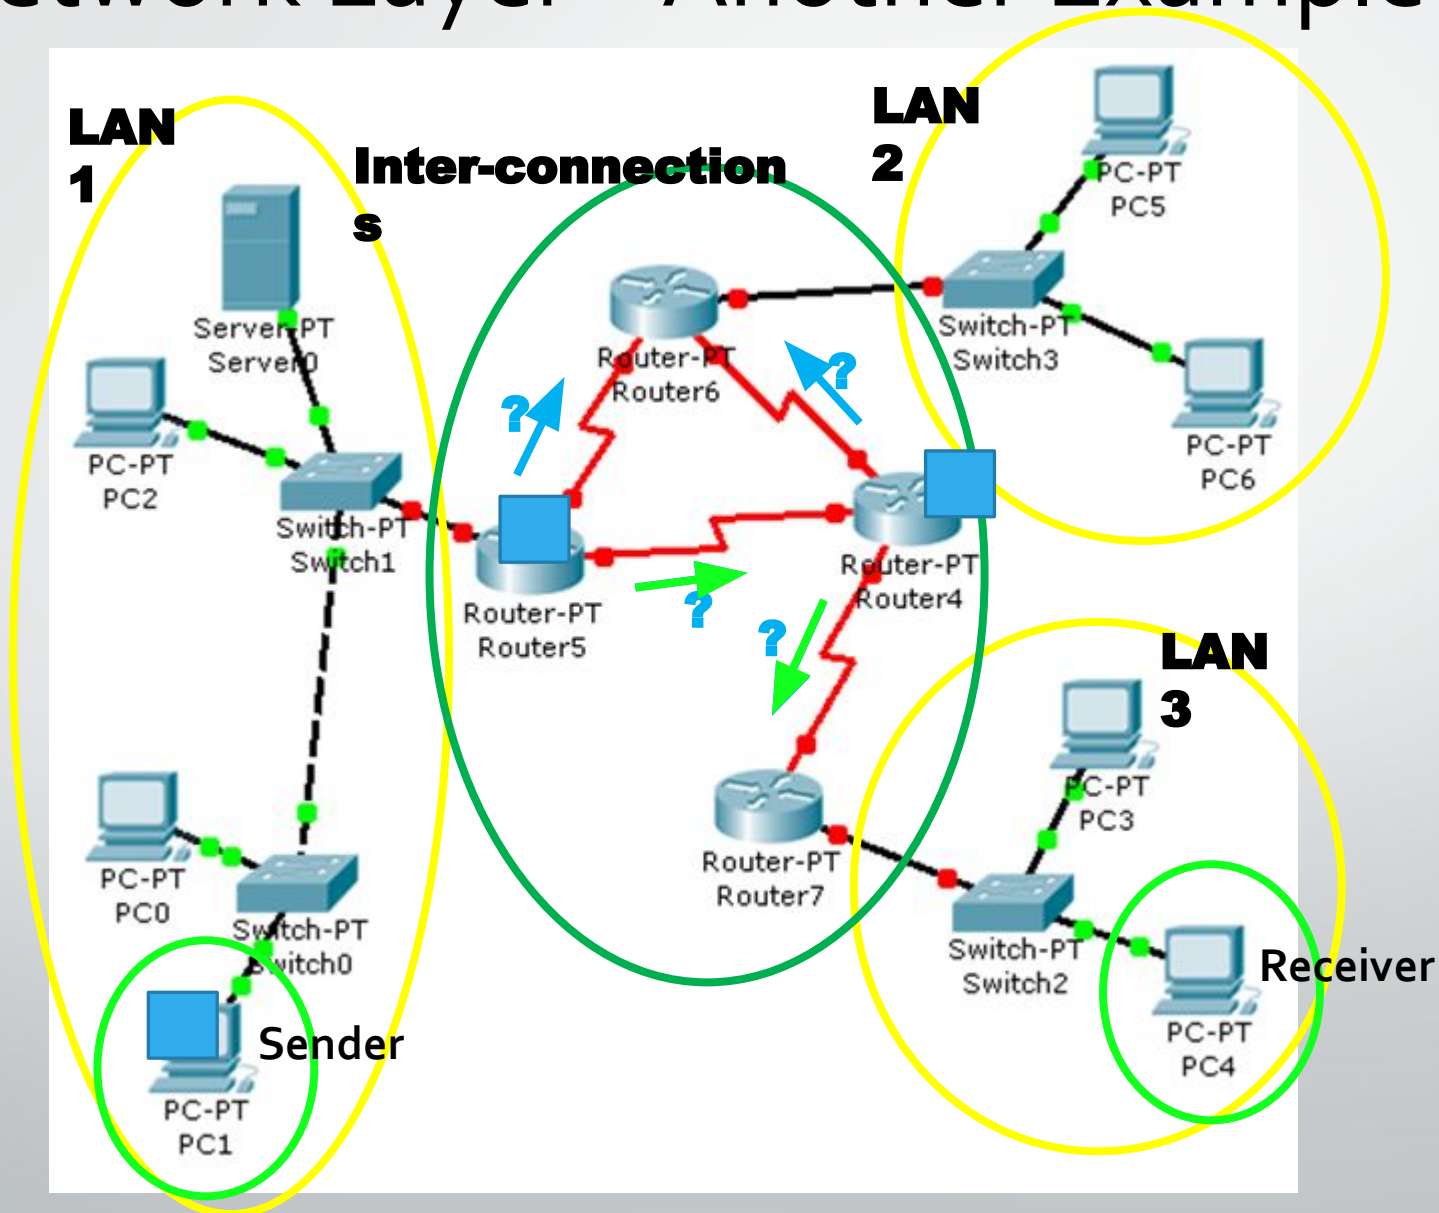 Layer
Another Example
LAN
1
Inter-connection
s
LAN
2
PC-PT
PC5
Server-PT
Server0
Switch-PT
Switch3
Router-PT
Router6
?
?
PC-PT
PC2
PC-PT
PC6
Switch-PT
Switch1
Router-PT
Router4
Router-PT
Router5
?
?
LAN
3
PC-PT
PC3
Router-PT
Router7
PC-PT
PC0
Switch-PT
Switch0
Switch-PT
Switch2
Receiver
Sender
PC-PT
PC4
PC-PT
PC1